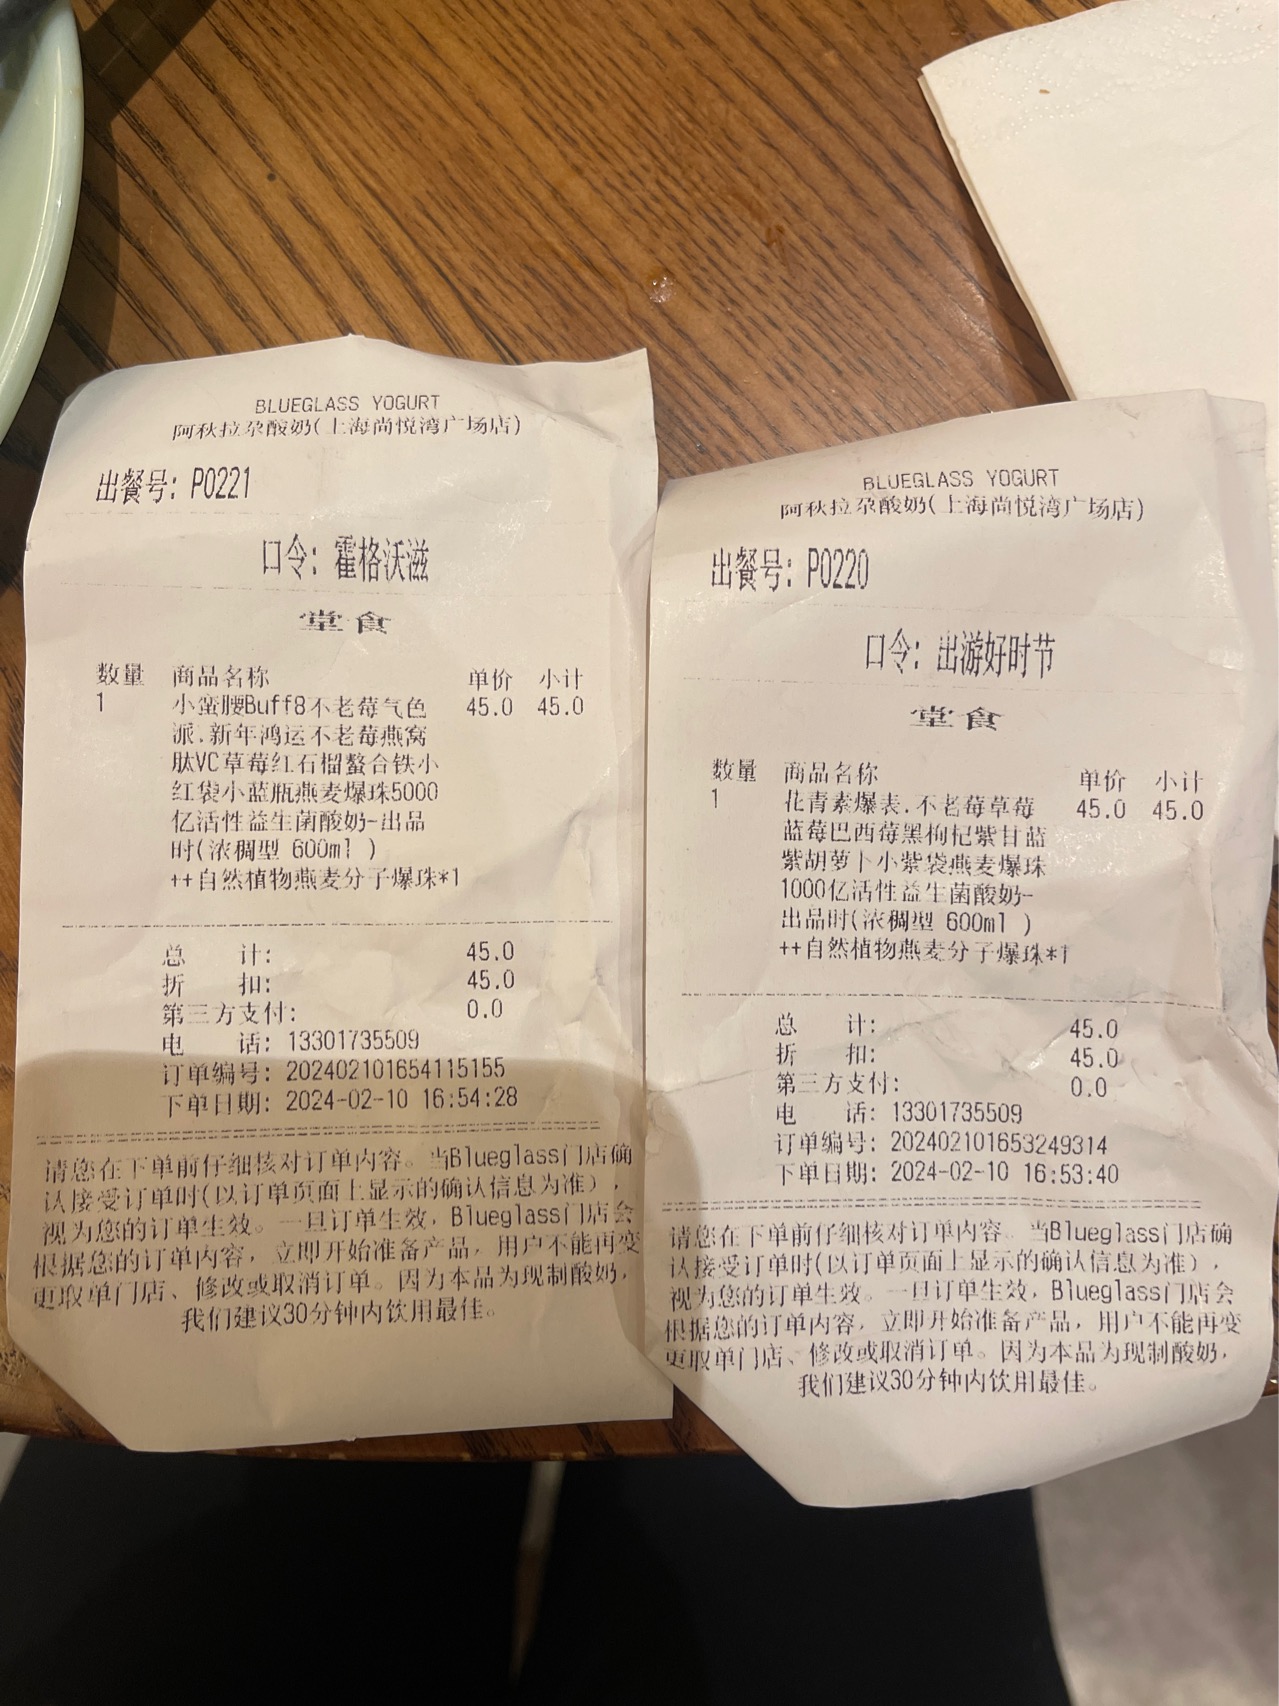 BLUEGLASS YOGURT
阿秋拉尕酸奶(上海尚悦湾广场店)
出餐号: P0221
口令: 霍格沃滋
堂食
数量 商品名称 单价 小计
1 小蛮腰Buff8不老莓气色 45.0 45.0
派.新年鸿运不老莓燕窝
肽VC草莓红石榴螯合铁小
红袋小蓝瓶燕麦爆珠5000
亿活性益生菌酸奶-出品
时(浓稠型 600ml )
++自然植物燕麦分子爆珠*1
总 计: 45.0
折 扣: 45.0
第三方支付: 0.0
电 话: 13301735509
订单编号: 202402101654115155
下单日期: 2024-02-10 16:54:28
请您在下单前仔细核对订单内容。当Blueglass门店确
认接受订单时(以订单页面上显示的确认信息为准),
视为您的订单生效。一旦订单生效, Blueglass门店会
根据您的订单内容, 立即开始准备产品, 用户不能再变
更取单门店、修改或取消订单。因为本品为现制酸奶,
我们建议30分钟内饮用最佳。
BLUEGLASS YOGURT
阿秋拉尕酸奶(上海尚悦湾广场店)
出餐号: P0220
口令: 出游好时节
堂食
数量 商品名称 单价 小计
1 花青素爆表.不老莓草莓 45.0 45.0
蓝莓巴西莓黑枸杞紫甘蓝
紫胡萝卜小紫袋燕麦爆珠
1000亿活性益生菌酸奶-
出品时(浓稠型 600ml )
++自然植物燕麦分子爆珠*1
总 计: 45.0
折 扣: 45.0
第三方支付: 0.0
电 话: 13301735509
订单编号: 202402101653249314
下单日期: 2024-02-10 16:53:40
请您在下单前仔细核对订单内容。当Blueglass门店确
认接受订单时(以订单页面上显示的确认信息为准),
视为您的订单生效。一旦订单生效, Blueglass门店会
根据您的订单内容, 立即开始准备产品, 用户不能再变
更取单门店、修改或取消订单。因为本品为现制酸奶,
我们建议30分钟内饮用最佳。